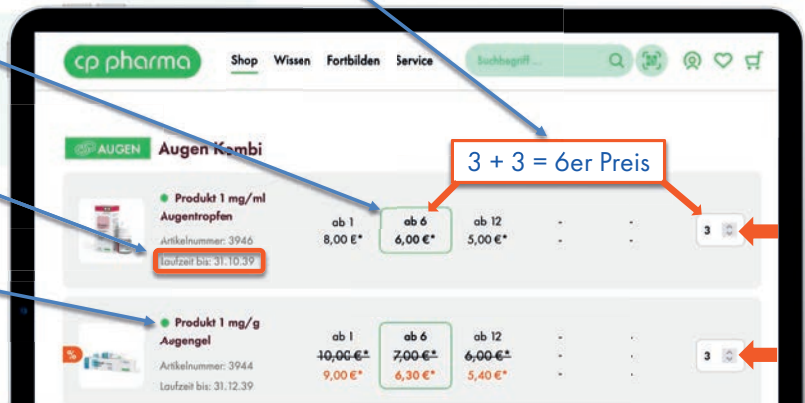 cp pharma
Shop Wissen Fortbilden Service Suchbegriff ...
CP AUGEN Augen Kombi
3 + 3 = 6er Preis
Produkt 1 mg/ml
Augentropfen
Artikelnummer: 3946
Laufzeit bis: 31.10.39
ab 1 ab 6 ab 12
8,00 €* 6,00 €* 5,00 €* - - 3
%
Produkt 1 mg/g
Augengel
Artikelnummer: 3944
Laufzeit bis: 31.12.39
ab 1 ab 6 ab 12
10,00 €* 7,00 €* 6,00 €* - - 3
9,00 €* 6,30 €* 5,40 €*